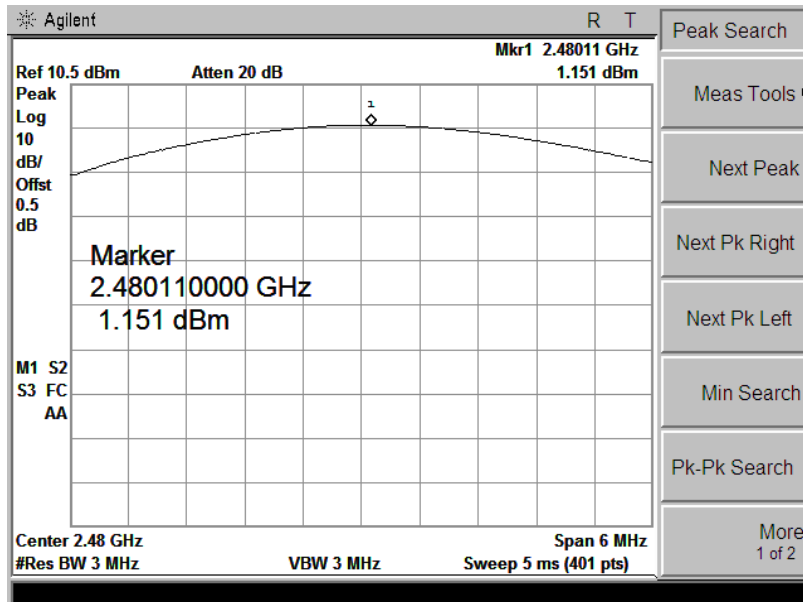 Agilent R T
Mkr1 2.48011 GHz
Ref 10.5 dBm Atten 20 dB 1.151 dBm
Peak
Log
10
dB/
Offst
0.5
dB
1
Marker
2.480110000 GHz
1.151 dBm
M1 S2
S3 FC
AA
Center 2.48 GHz Span 6 MHz
#Res BW 3 MHz VBW 3 MHz Sweep 5 ms (401 pts)
Peak Search
Meas Tools
Next Peak
Next Pk Right
Next Pk Left
Min Search
Pk-Pk Search
More
1 of 2